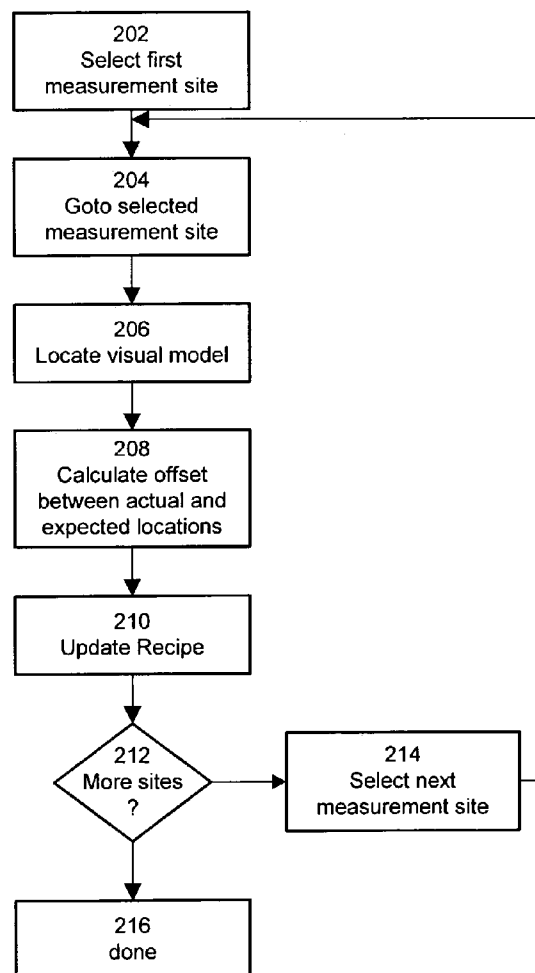 202
Select first
measurement site
204
Goto selected
measurement site
206
Locate visual model
208
Calculate offset
between actual and
expected locations
210
Update Recipe
212
More sites
?
214
Select next
measurement site
216
done